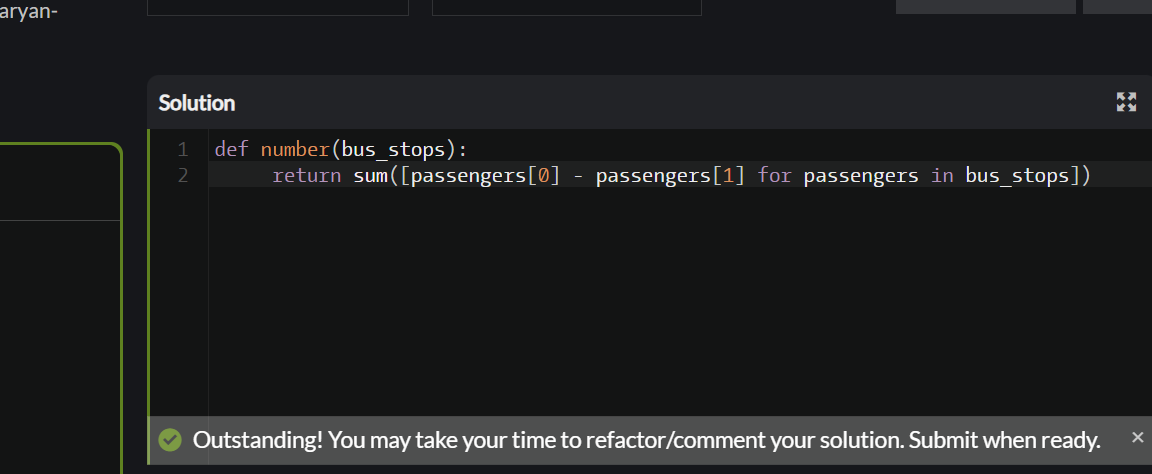 aryan-
Solution
1 def number(bus_stops):
2 return sum([passengers[0] - passengers[1] for passengers in bus_stops])
Outstanding! You may take your time to refactor/comment your solution. Submit when ready. ×